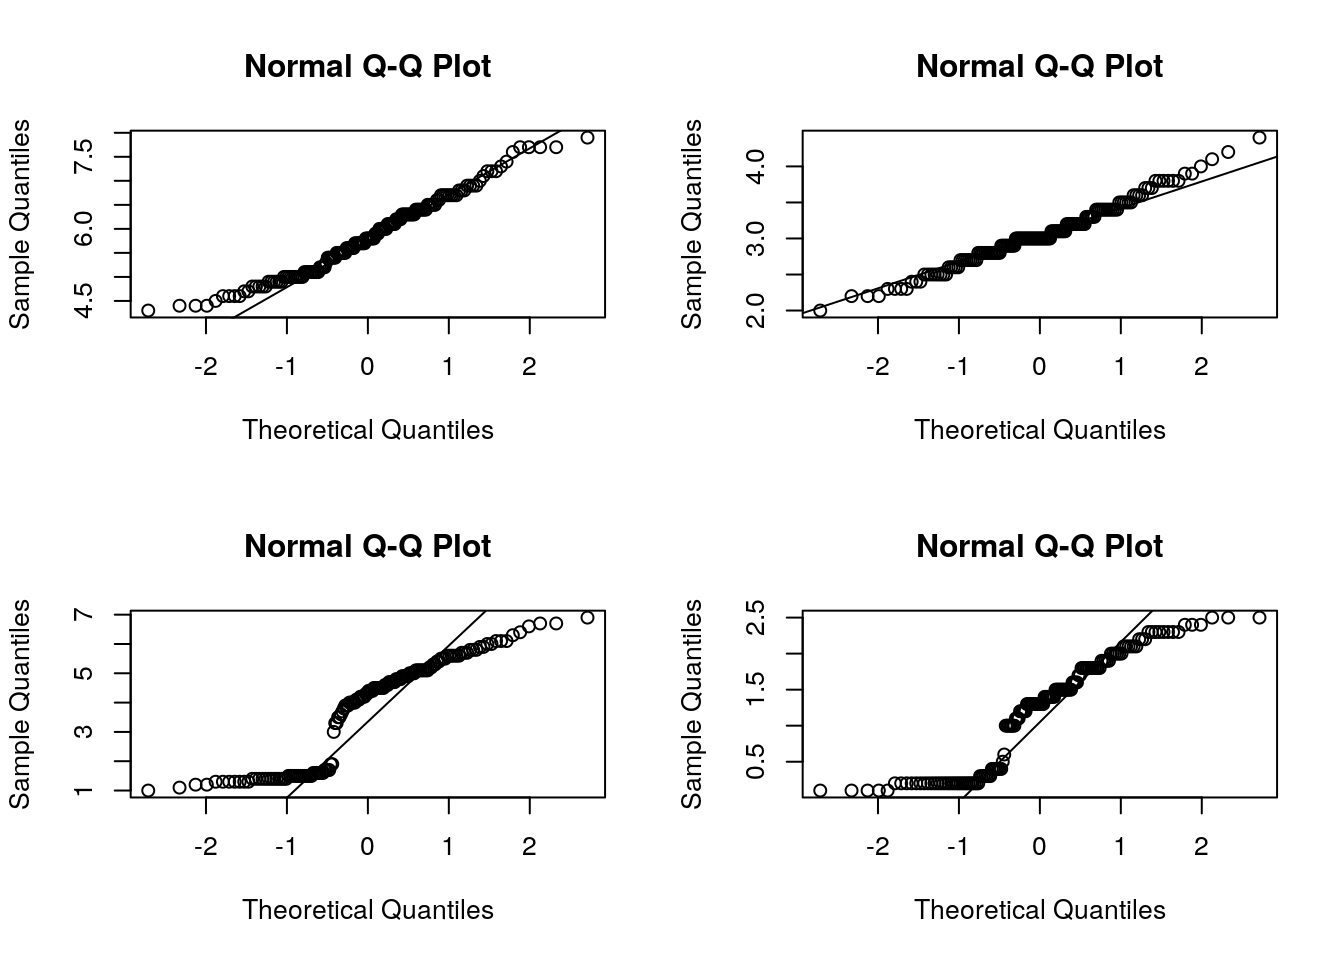 Normal Q-Q Plot
Sample Quantiles
7.5
6.0
4.5
-2 -1 0 1 2
Theoretical Quantiles
Normal Q-Q Plot
Sample Quantiles
4.0
3.0
2.0
-2 -1 0 1 2
Theoretical Quantiles
Normal Q-Q Plot
Sample Quantiles
7
5
3
1
-2 -1 0 1 2
Theoretical Quantiles
Normal Q-Q Plot
Sample Quantiles
2.5
1.5
0.5
-2 -1 0 1 2
Theoretical Quantiles